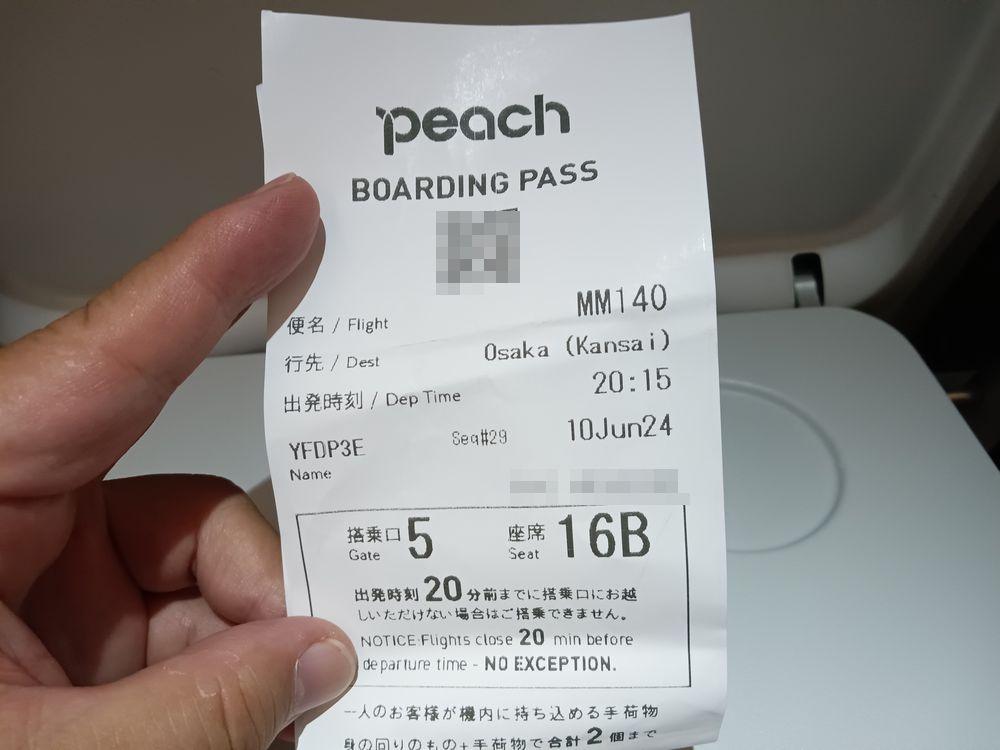 peach
BOARDING PASS
便名 / Flight MM140
行先 / Dest Osaka (Kansai)
出発時刻 / Dep Time 20:15
YFDP3E Seq#29 10Jun24
Name
搭乗口 5 座席 16B
Gate Seat
出発時刻 20 分前までに搭乗口にお越
しいただけない場合はご搭乗できません。
NOTICE:Flights close 20 min before
departure time - NO EXCEPTION.
一人のお客様が機内に持ち込める手荷物
身の回りのもの+手荷物で合計2個まで